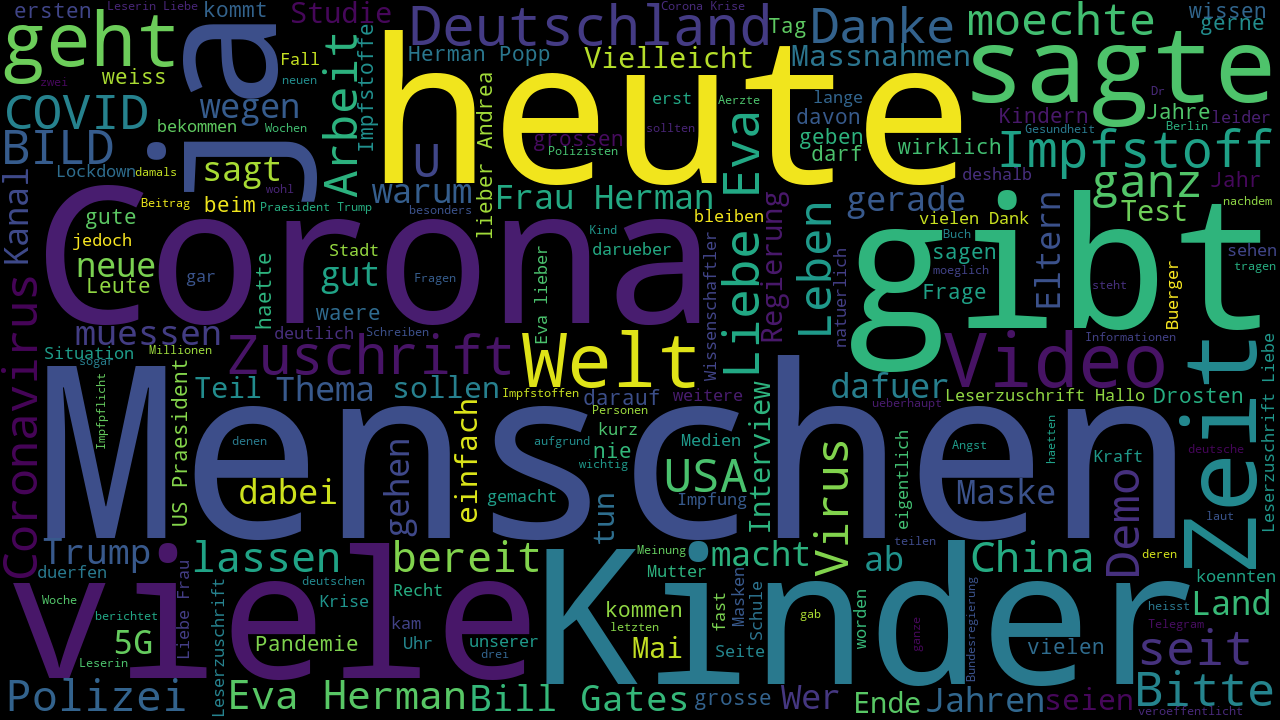 ersten
Leserin Liebe
kommt
Studie
Corona Krise
Deutschland
Tag
Danke
moechte
wissen
gerne
geht
ja
Fall
weiss
zwei
neuen
Herman Popp
Vielleicht
Massnahmen
sagte
COVID
wegen
Arbeit
Impfstoffe
heute
erst
Aerzte
lange
davon
Kindern
Dr
Jahre
leider
bekommen
Wochen
lieber Andrea
grossen
sollten
geben
Gesundheit
Berlin
BILD
Polizisten
darf
wirklich
Impfstoff
Lockdown
damals
sagt
U
Eva
deshalb
Kanal
wohl
warum
Frau Herman
gerade
ganz
Jahr
Beitrag
beim
Praesident Trump
besonders
bleiben
Regierung
Leben
vielen Dank
Test
nachdem
gute
Corona
Kind
gibt
Eltern
jedoch
Stadt
darueber
Buch
neue
gar
gut
Fragen
Eva lieber
Liebe
Wissenschaftler
natuerlich
sagen
sehen
Leute
haette
moeglich
tragen
Frage
steht
Buerger
Coronavirus
waere
muessen
deutlich
Schreiben
Informationen
Situation
Millionen
Zuschrift
Welt
Video
Zeit
Leserzuschrift Liebe
sogar
Teil
Thema
sollen
Impfstoffen
darauf
weitere
dafuer
Leserzuschrift Hallo
Drosten
Impfpflicht
US Praesident
Menschen
Personen
Interview
ueberhaupt
denen
gehen
einfach
aufgrund
kurz
nie
Medien
eigentlich
Angst
haetten
Kraft
deutsche
wichtig
USA
Virus
dabei
gemacht
tun
Impfung
Maske
Demo
laut
Trump
lassen
bereit
Meinung
macht
ab
teilen
China
deren
duerfen
Liebe Frau
deutschen
Recht
Mutter
koennten
viele
Kinder
Woche
Leserzuschrift
Krise
Masken
Schule
worden
Bundesregierung
heisst
Land
berichtet
kam
kommen
fast
gab
ganze
Telegram
5G
Pandemie
Uhr
unserer
letzten
Mai
vielen
seit
Leserin
drei
Seite
Polizei
Eva Herman
Bill Gates
grosse
Wer
Ende
Jahren
seien
Bitte
veroeffentlicht